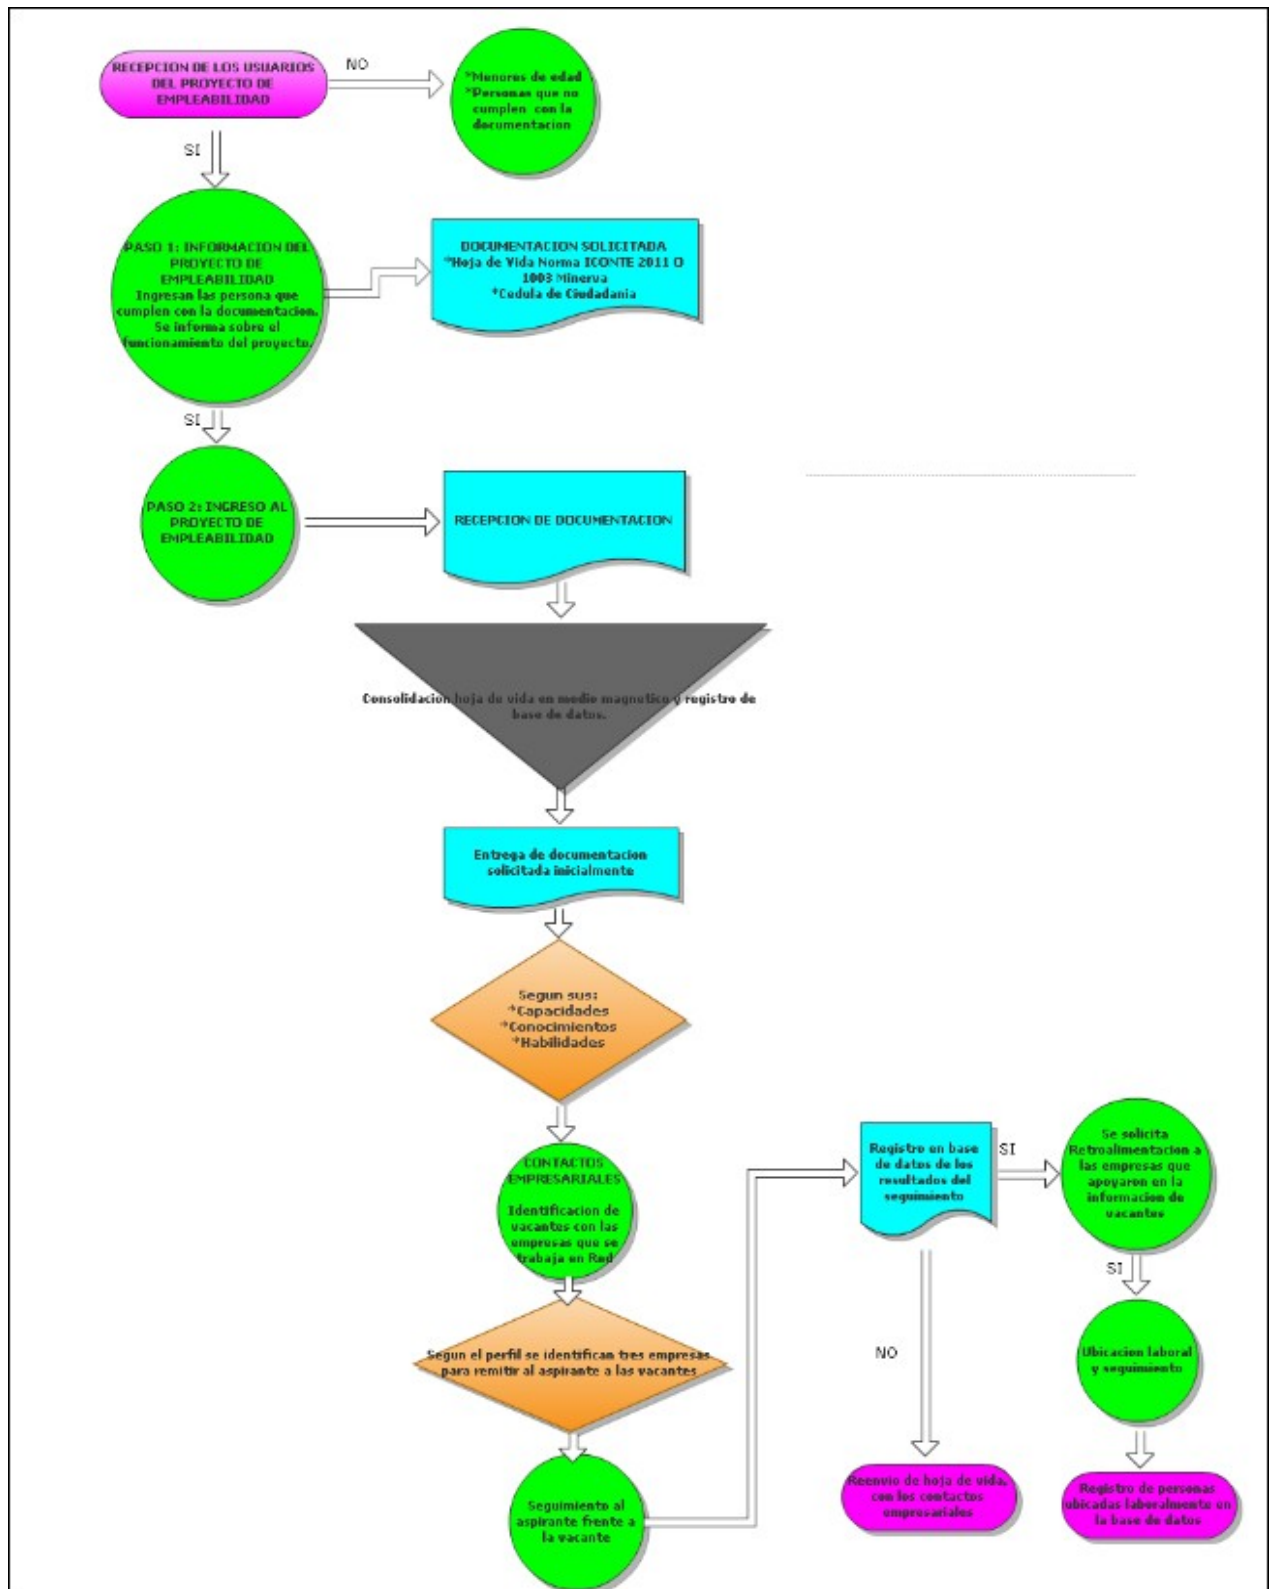 RECEPCION DE LOS USUARIOS
DEL PROYECTO DE
EMPLEABILIDAD
NO
*Menores de edad
*Personas que no
cumplen con la
documentacion
SI
PASO 1: INFORMACION DEL
PROYECTO DE
EMPLEABILIDAD
Ingresan las persona que
cumplen con la documentacion.
Se informa sobre el
funcionamiento del proyecto.
DOCUMENTACION SOLICITADA
*Hoja de Vida Norma ICONTE 2011 O
1003 Minerva
*Cedula de Ciudadania
SI
PASO 2: INGRESO AL
PROYECTO DE
EMPLEABILIDAD
RECEPCION DE DOCUMENTACION
Consolidacion hoja de vida en medio magnetico y registro de
base de datos.
Entrega de documentacion
solicitada inicialmente
Segun sus:
*Capacidades
*Conocimientos
*Habilidades
CONTACTOS
EMPRESARIALES
Identificacion de
vacantes con las
empresas que se
trabaja en Red
Segun el perfil se identifican tres empresas
para remitir al aspirante a las vacantes
Seguimiento al
aspirante frente a
la vacante
Registro en base
de datos de los
resultados del
seguimiento
SI
Se solicita
Retroalimentacion a
las empresas que
apoyaron en la
informacion de
vacantes
SI
NO
Ubicacion laboral
y seguimiento
Reenvio de hoja de vida,
con los contactos
empresariales
Registro de personas
ubicadas laboralmente en
la base de datos